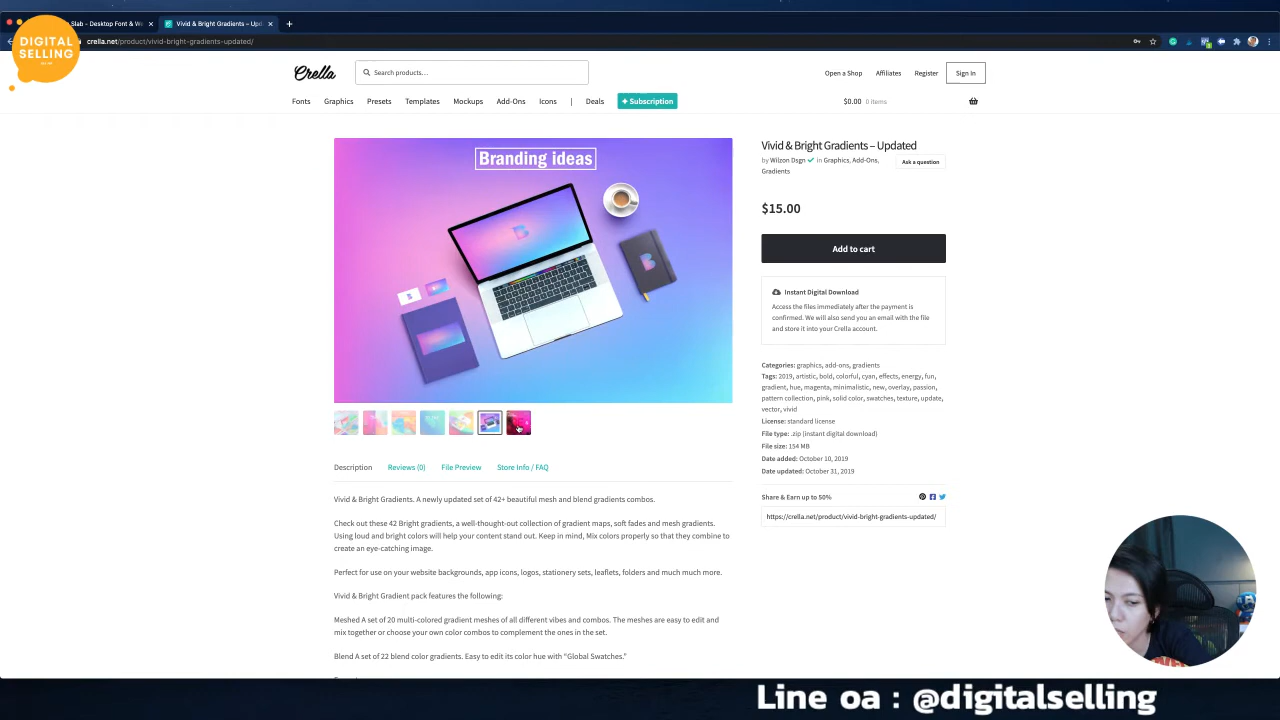 DIGITAL
SELLING
Slab - Desktop Font & We
Vivid & Bright Gradients – Upd
crella.net/product/vivid-bright-gradients-updated/
Crella
Search products…
Open a Shop
Affiliates
Register
Sign In
Fonts
Graphics
Presets
Templates
Mockups
Add-Ons
Icons
|
Deals
+ Subscription
$0.00 0 items
Branding ideas
Vivid & Bright Gradients – Updated
by Wilzon Dsgn ✔ in Graphics, Add-Ons,
Gradients
Ask a question
$15.00
Add to cart
Instant Digital Download
Access the files immediately after the payment is
confirmed. We will also send you an email with the file
and store it into your Crella account.
Categories: graphics, add-ons, gradients
Tags: 2019, artistic, bold, colorful, cyan, effects, energy, fun,
gradient, hue, magenta, minimalistic, new, overlay, passion,
pattern collection, pink, solid color, swatches, texture, update,
vector, vivid
License: standard license
File type: .zip (instant digital download)
File size: 154 MB
Date added: October 10, 2019
Date updated: October 31, 2019
Share & Earn up to 50%
https://crella.net/product/vivid-bright-gradients-updated/
Description
Reviews (0)
File Preview
Store Info / FAQ
Vivid & Bright Gradients. A newly updated set of 42+ beautiful mesh and blend gradients combos.
Check out these 42 Bright gradients, a well-thought-out collection of gradient maps, soft fades and mesh gradients.
Using loud and bright colors will help your content stand out. Keep in mind, Mix colors properly so that they combine to
create an eye-catching image.
Perfect for use on your website backgrounds, app icons, logos, stationery sets, leaflets, folders and much much more.
Vivid & Bright Gradient pack features the following:
Meshed A set of 20 multi-colored gradient meshes of all different vibes and combos. The meshes are easy to edit and
mix together or choose your own color combos to complement the ones in the set.
Blend A set of 22 blend color gradients. Easy to edit its color hue with “Global Swatches.”
Line oa : @digitalselling